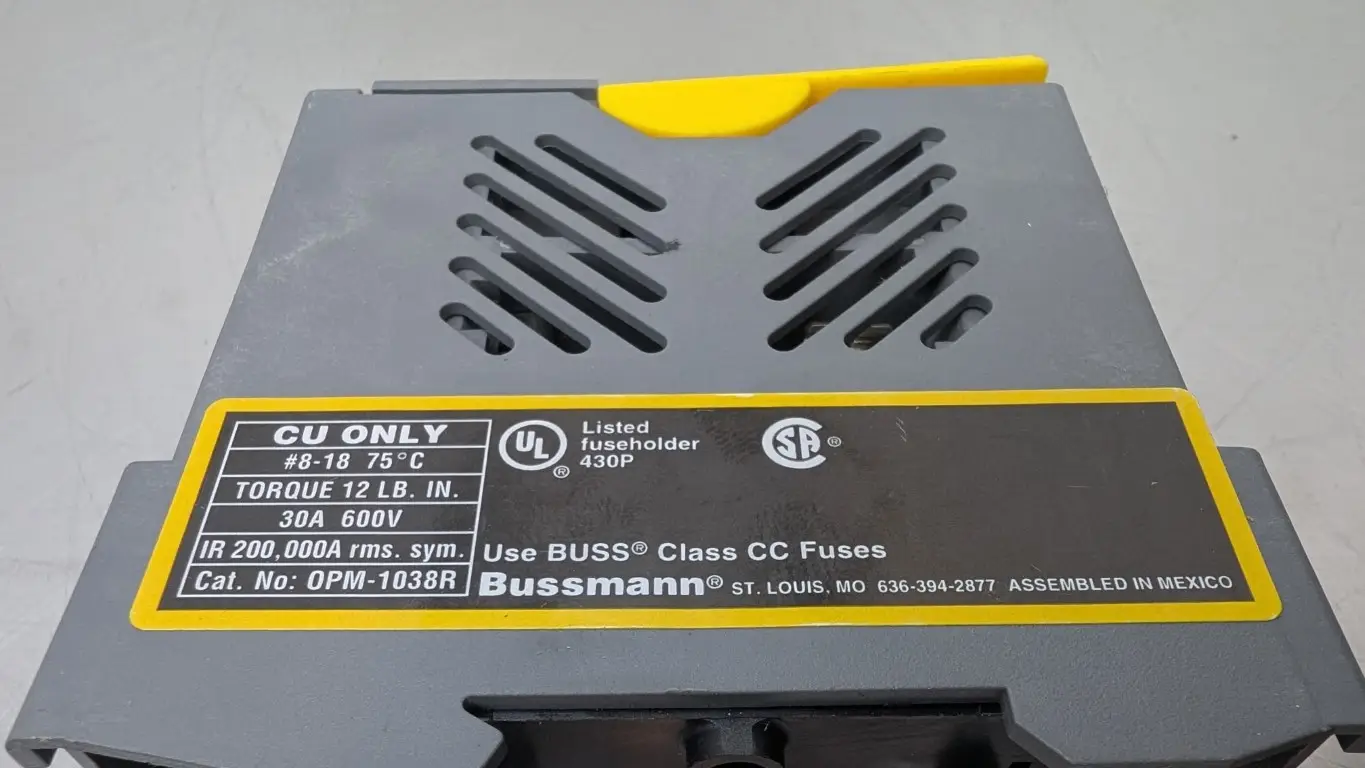 CU ONLY
#8-18 75°C
TORQUE 12 LB. IN.
30A 600V
IR 200,000A rms. sym.
Cat. No: OPM-1038R
UL®
Listed
fuseholder
430P
SA®
Use BUSS® Class CC Fuses
Bussmann® ST. LOUIS, MO 636-394-2877 ASSEMBLED IN MEXICO